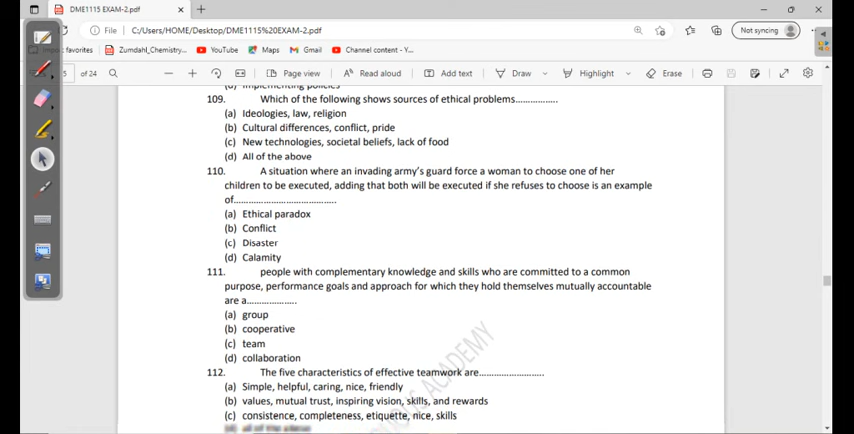 DME1115 EXAM-2.pdf
File C:/Users/HOME/Desktop/DME1115%20EXAM-2.pdf Not syncing
favorites Zumdahl_Chemistry... YouTube Maps Gmail Channel content - Y...
5 of 24 Page view Read aloud Add text Draw Highlight Erase
(d) Implementing policies
109. Which of the following shows sources of ethical problems................
(a) Ideologies, law, religion
(b) Cultural differences, conflict, pride
(c) New technologies, societal beliefs, lack of food
(d) All of the above
110. A situation where an invading army's guard force a woman to choose one of her
children to be executed, adding that both will be executed if she refuses to choose is an example
of......................................
(a) Ethical paradox
(b) Conflict
(c) Disaster
(d) Calamity
111. people with complementary knowledge and skills who are committed to a common
purpose, performance goals and approach for which they hold themselves mutually accountable
are a...................
(a) group
(b) cooperative
(c) team
(d) collaboration
112. The five characteristics of effective teamwork are.........................
(a) Simple, helpful, caring, nice, friendly
(b) values, mutual trust, inspiring vision, skills, and rewards
(c) consistence, completeness, etiquette, nice, skills
(d) all of the above
ACADEMY